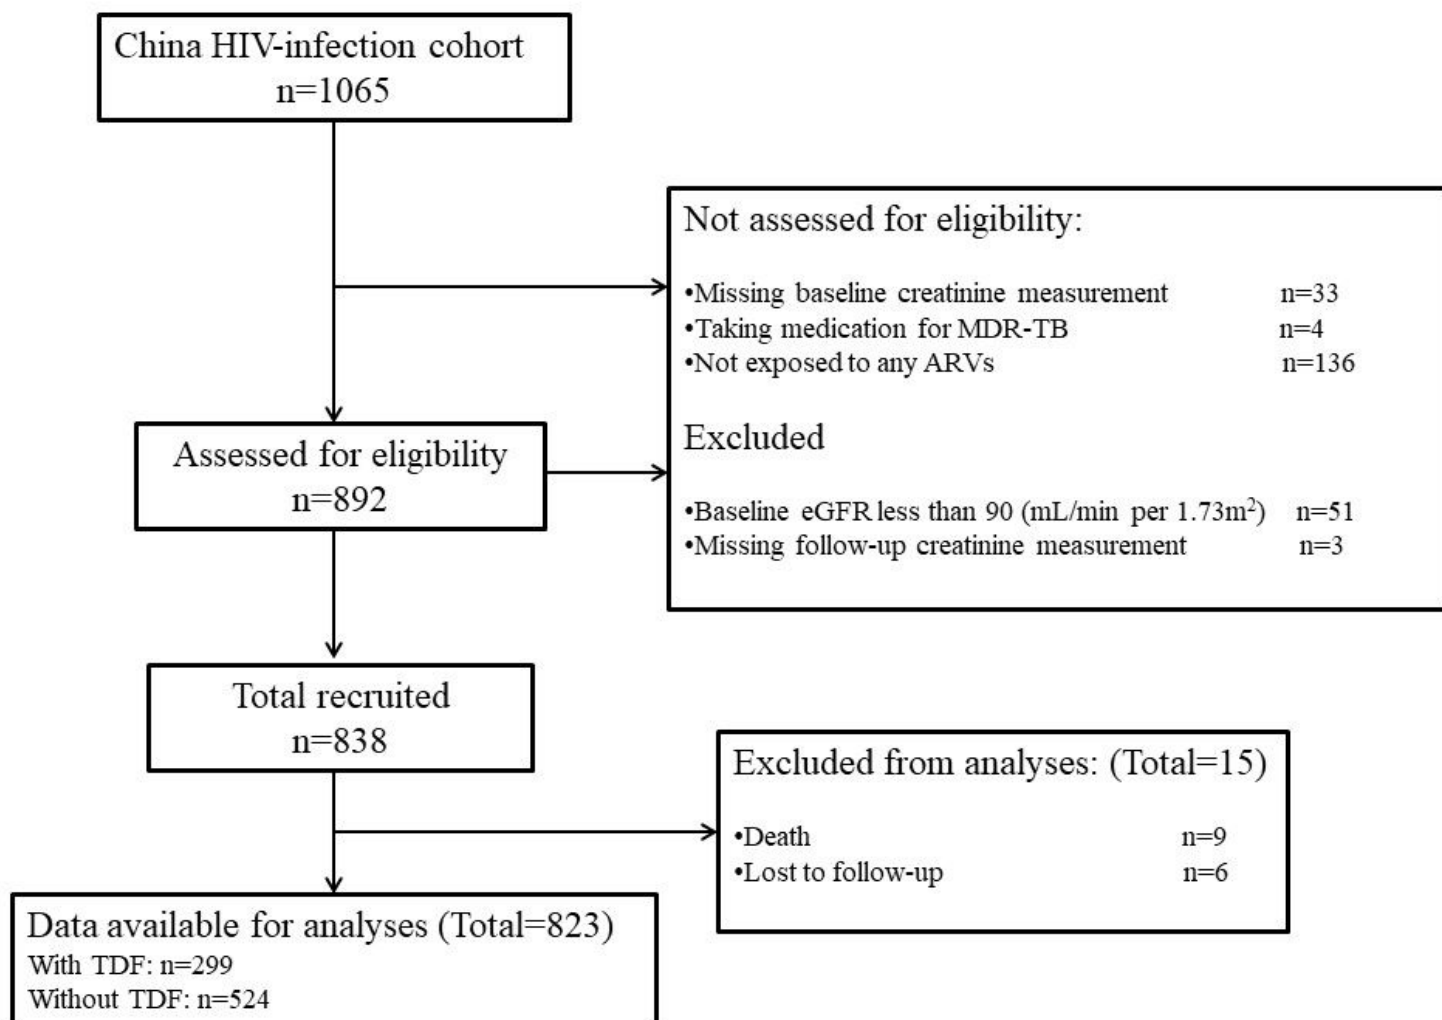 China HIV-infection cohort
n=1065
Not assessed for eligibility:
•Missing baseline creatinine measurement n=33
•Taking medication for MDR-TB n=4
•Not exposed to any ARVs n=136
Excluded
•Baseline eGFR less than 90 (mL/min per 1.73m²) n=51
•Missing follow-up creatinine measurement n=3
Assessed for eligibility
n=892
Total recruited
n=838
Excluded from analyses: (Total=15)
•Death n=9
•Lost to follow-up n=6
Data available for analyses (Total=823)
With TDF: n=299
Without TDF: n=524